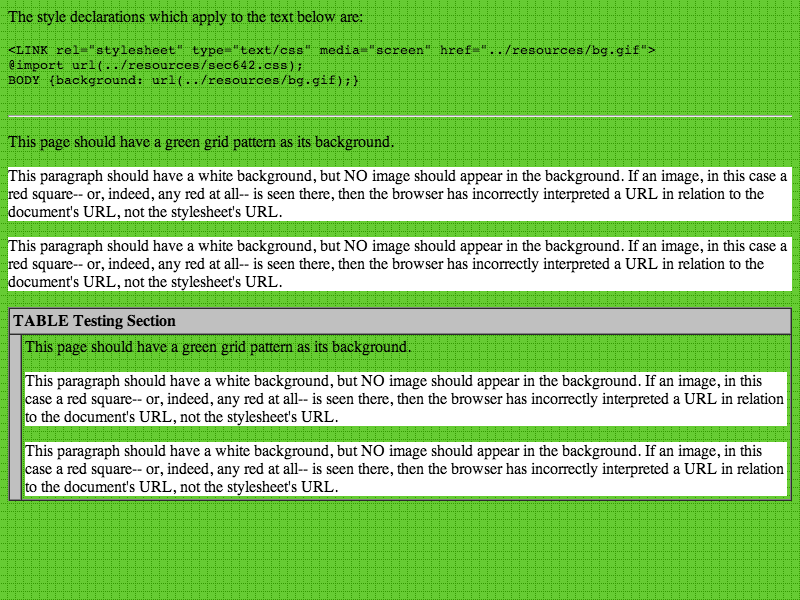 The style declarations which apply to the text below are:
<LINK rel="stylesheet" type="text/css" media="screen" href="../resources/bg.gif">
@import url(../resources/sec642.css);
BODY {background: url(../resources/bg.gif);}
This page should have a green grid pattern as its background.
This paragraph should have a white background, but NO image should appear in the background. If an image, in this case a
red square-- or, indeed, any red at all-- is seen there, then the browser has incorrectly interpreted a URL in relation to the
document's URL, not the stylesheet's URL.
This paragraph should have a white background, but NO image should appear in the background. If an image, in this case a
red square-- or, indeed, any red at all-- is seen there, then the browser has incorrectly interpreted a URL in relation to the
document's URL, not the stylesheet's URL.
TABLE Testing Section
This page should have a green grid pattern as its background.
This paragraph should have a white background, but NO image should appear in the background. If an image, in this
case a red square-- or, indeed, any red at all-- is seen there, then the browser has incorrectly interpreted a URL in relation
to the document's URL, not the stylesheet's URL.
This paragraph should have a white background, but NO image should appear in the background. If an image, in this
case a red square-- or, indeed, any red at all-- is seen there, then the browser has incorrectly interpreted a URL in relation
to the document's URL, not the stylesheet's URL.